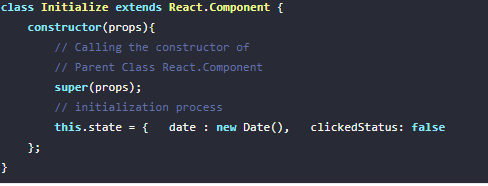 class Initialize extends React.Component {
    constructor(props){
        // Calling the constructor of
        // Parent Class React.Component
        super(props);
        // initialization process
        this.state = {   date : new Date(),   clickedStatus: false
    };
}